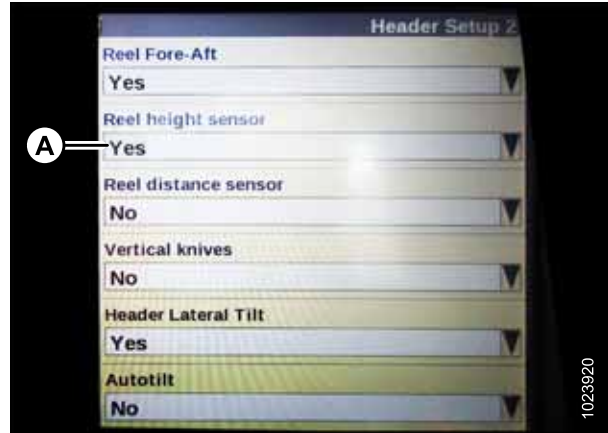 Header Setup 2
Reel Fore-Aft
Yes
Reel height sensor
A
Yes
Reel distance sensor
No
Vertical knives
No
Header Lateral Tilt
Yes
Autotilt
No
1023920